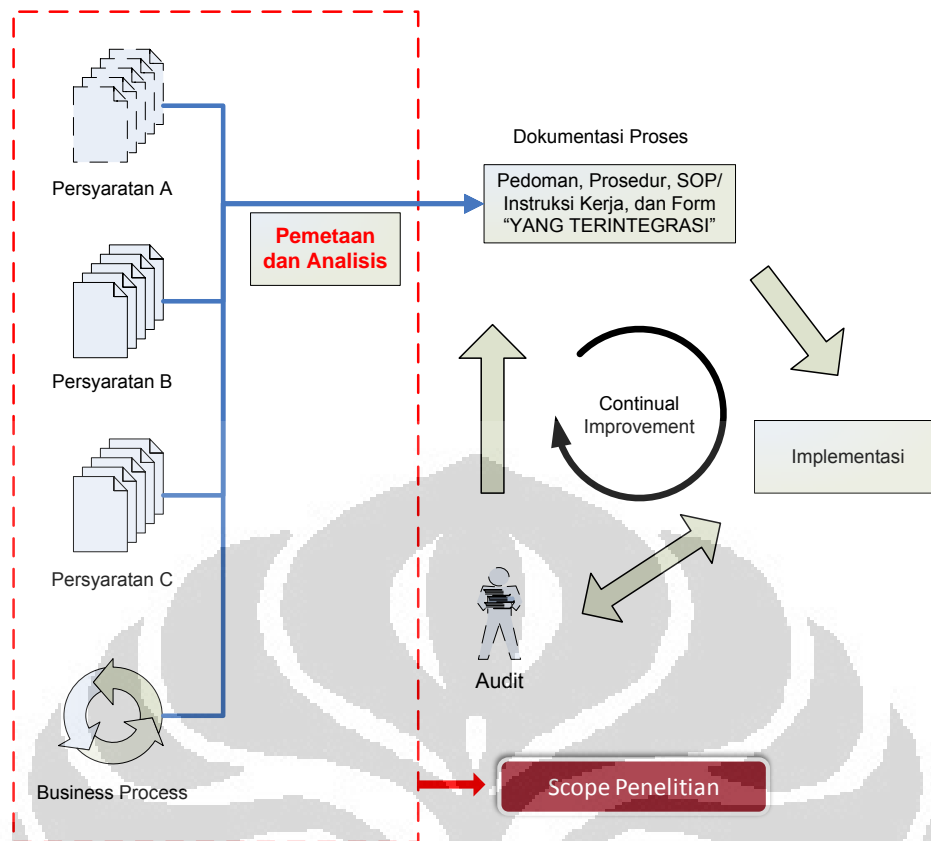 Persyaratan A
Persyaratan B
Persyaratan C
Business Process
Pemetaan
dan Analisis
Dokumentasi Proses
Pedoman, Prosedur, SOP/
Instruksi Kerja, dan Form
“YANG TERINTEGRASI”
Continual
Improvement
Implementasi
Audit
Scope Penelitian